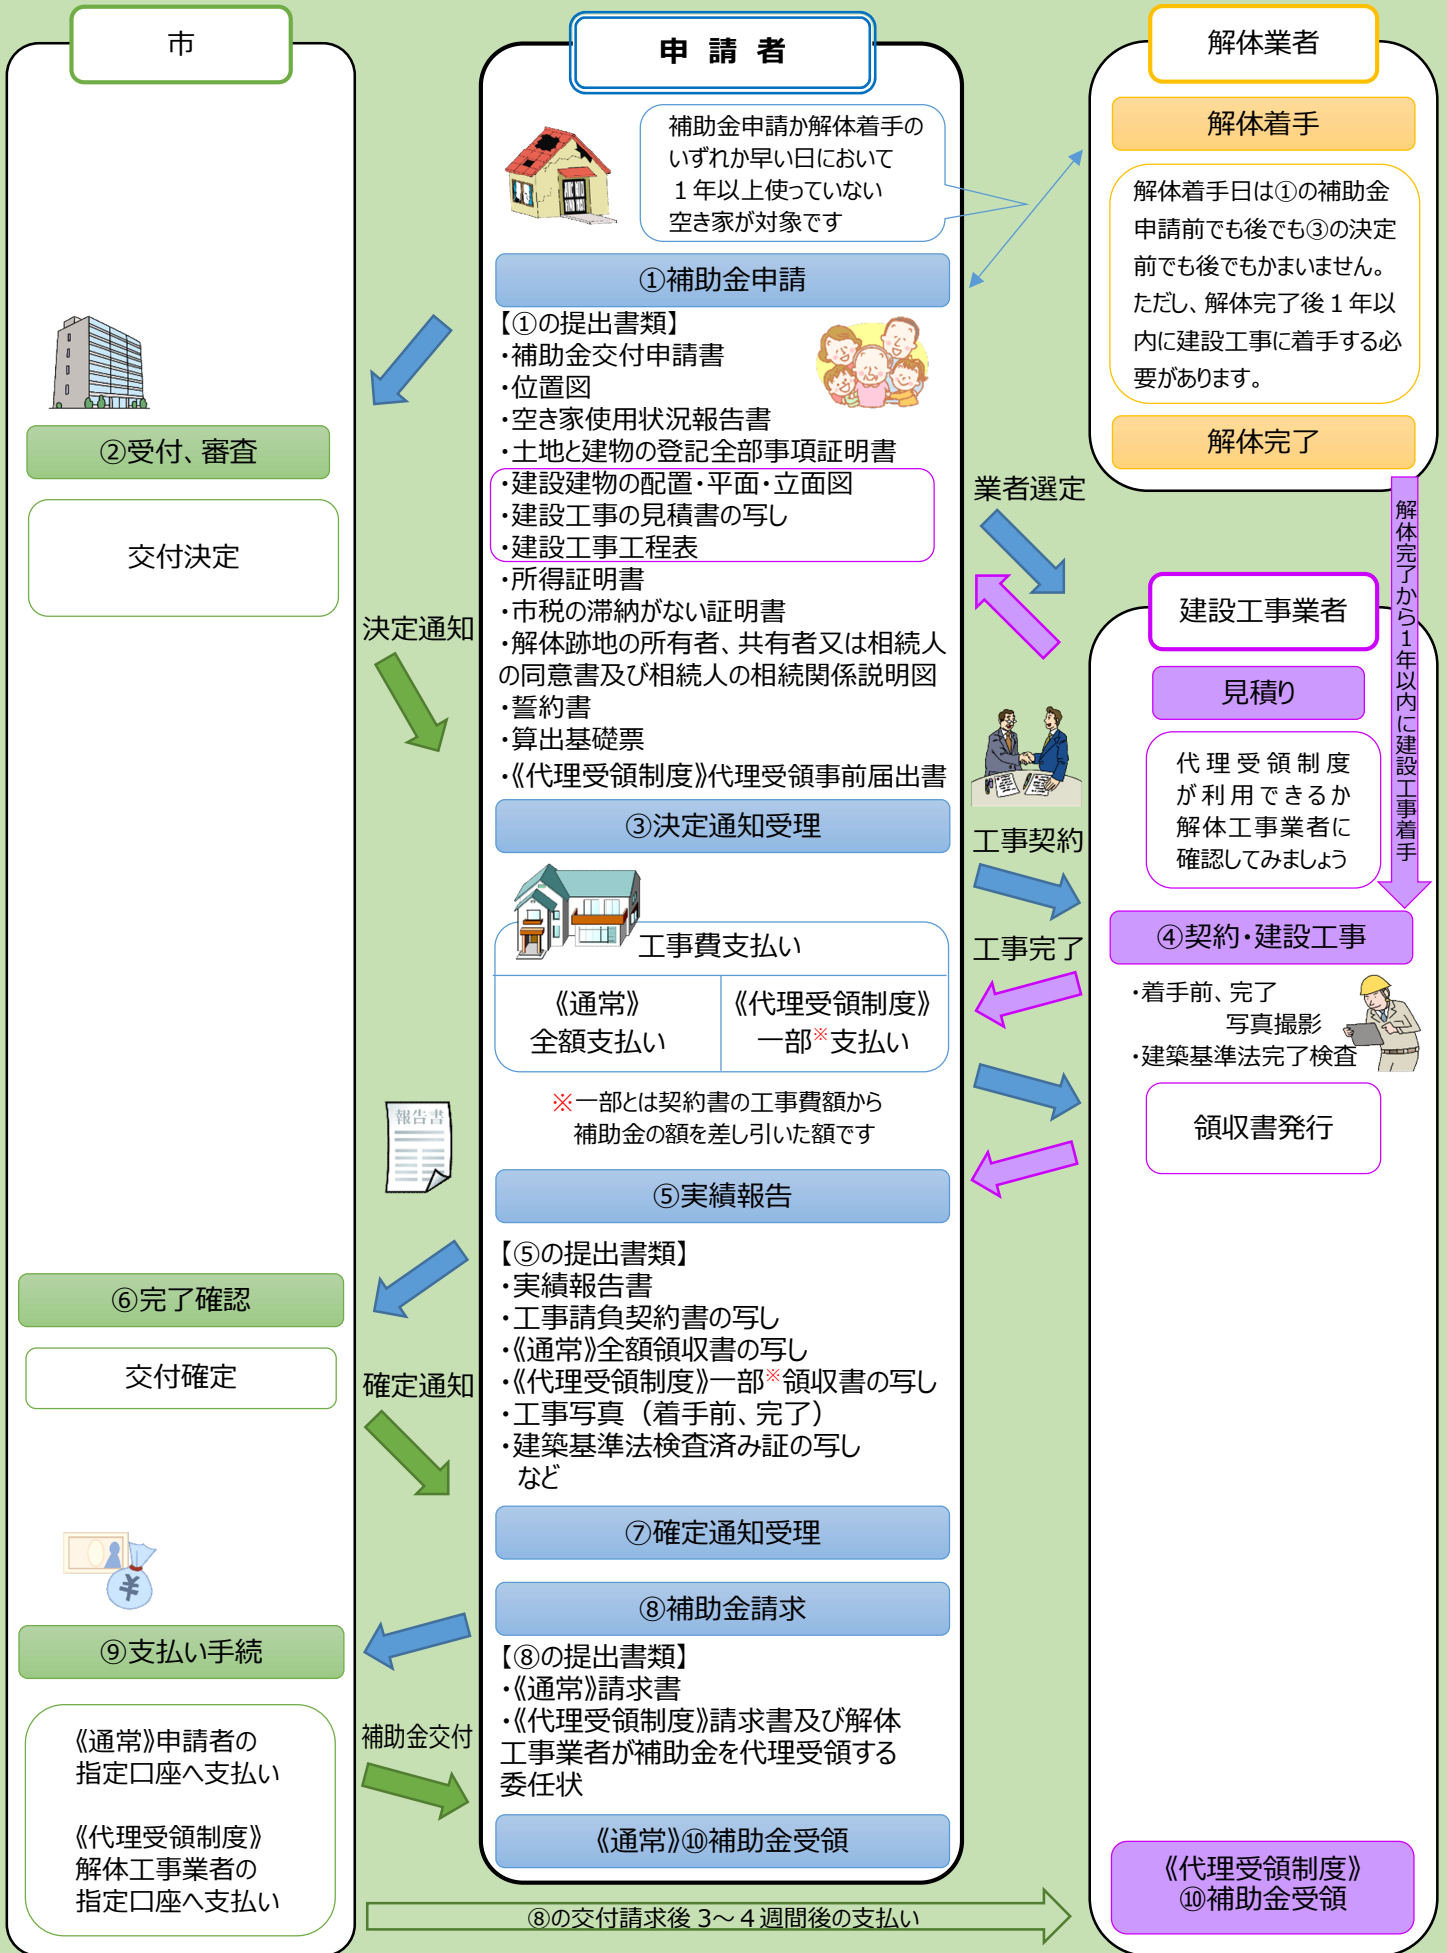 市
申請者
解体業者
補助金申請か解体着手の
いずれか早い日において
１年以上使っていない
空き家が対象です
解体着手
解体着手日は①の補助金
申請前でも後でも③の決定
前でも後でもかまいません。
ただし、解体完了後１年以
内に建設工事に着手する必
要があります。
解体完了
①補助金申請
【①の提出書類】
・補助金交付申請書
・位置図
・空き家使用状況報告書
・土地と建物の登記全部事項証明書
・建設建物の配置・平面・立面図
・建設工事の見積書の写し
・建設工事工程表
・所得証明書
・市税の滞納がない証明書
・解体跡地の所有者、共有者又は相続人
の同意書及び相続人の相続関係説明図
・誓約書
・算出基礎票
・《代理受領制度》代理受領事前届出書
②受付、審査
交付決定
決定通知
業者選定
解体完了から１年以内に建設工事着手
建設工事業者
見積り
代理受領制度
が利用できるか
解体工事業者に
確認してみましょう
③決定通知受理
工事契約
工事費支払い
《通常》
全額支払い
《代理受領制度》
一部※支払い
※一部とは契約書の工事費額から
補助金の額を差し引いた額です
工事完了
④契約・建設工事
・着手前、完了
写真撮影
・建築基準法完了検査
領収書発行
報告書
⑤実績報告
【⑤の提出書類】
・実績報告書
・工事請負契約書の写し
・《通常》全額領収書の写し
・《代理受領制度》一部※領収書の写し
・工事写真（着手前、完了）
・建築基準法検査済み証の写し
など
⑥完了確認
交付確定
確定通知
⑦確定通知受理
⑧補助金請求
【⑧の提出書類】
・《通常》請求書
・《代理受領制度》請求書及び解体
工事業者が補助金を代理受領する
委任状
¥
⑨支払い手続
《通常》申請者の
指定口座へ支払い
《代理受領制度》
解体工事業者の
指定口座へ支払い
補助金交付
《通常》⑩補助金受領
《代理受領制度》
⑩補助金受領
⑧の交付請求後３～４週間後の支払い